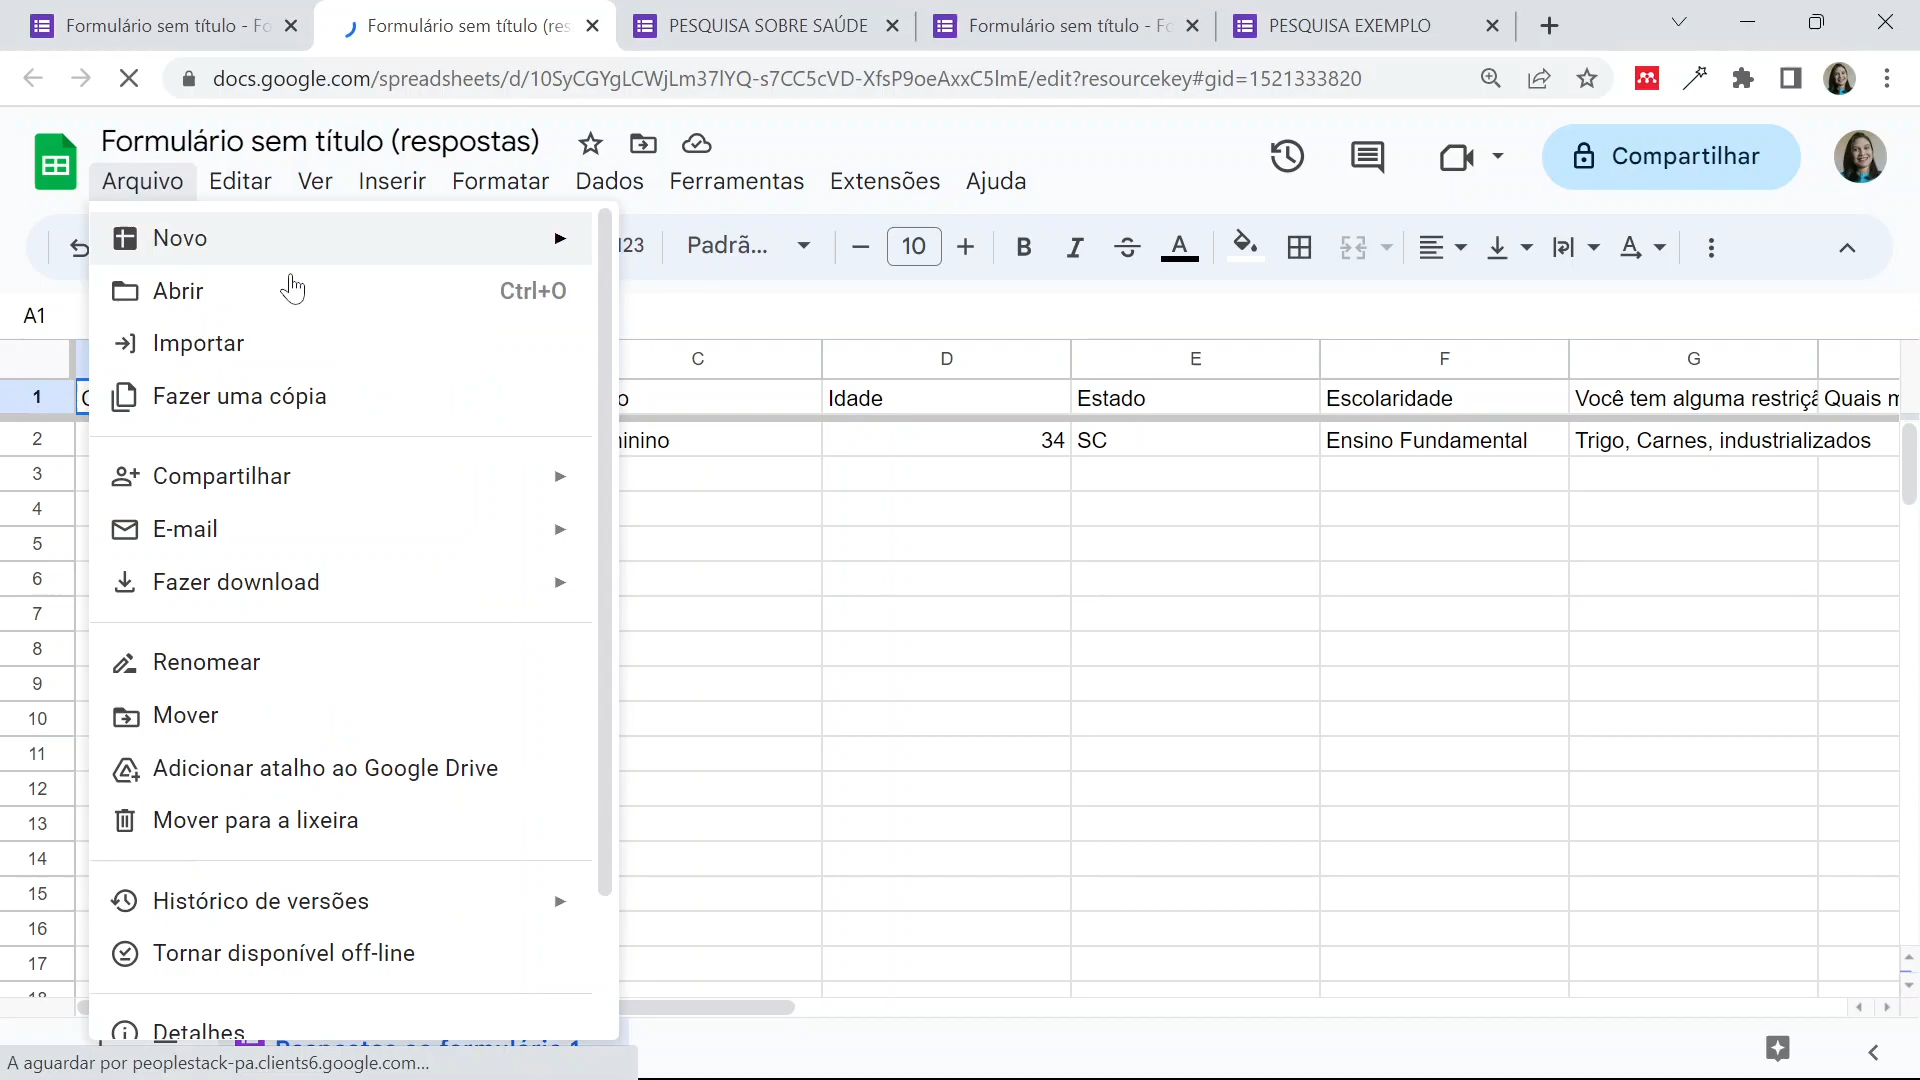 Formulário sem título - Fo
Formulário sem título (res
PESQUISA SOBRE SAÚDE
Formulário sem título - Fo
PESQUISA EXEMPLO
docs.google.com/spreadsheets/d/10SyCGYgLCWjLm37lYQ-s7CC5cVD-XfsP9oeAxxC5lmE/edit?resourcekey#gid=1521333820
Formulário sem título (respostas)
Compartilhar
Arquivo Editar Ver Inserir Formatar Dados Ferramentas Extensões Ajuda
123 Padrã... 10
A1
Novo
Abrir Ctrl+O
Importar
Fazer uma cópia
Compartilhar
E-mail
Fazer download
Renomear
Mover
Adicionar atalho ao Google Drive
Mover para a lixeira
Histórico de versões
Tornar disponível off-line
Detalhes
C D E F G
1 Idade Estado Escolaridade Você tem alguma restriçã Quais
2 34 SC Ensino Fundamental Trigo, Carnes, industrializados
3
4
5
6
7
8
9
10
11
12
13
14
15
16
17
18
A aguardar por peoplestack-pa.clients6.google.com...